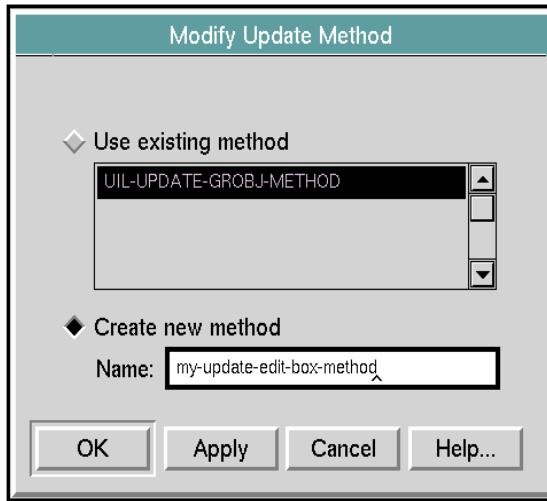 Modify Update Method
Use existing method
UIL-UPDATE-GROBJ-METHOD
Create new method
Name: my-update-edit-box-method
OK Apply Cancel Help...